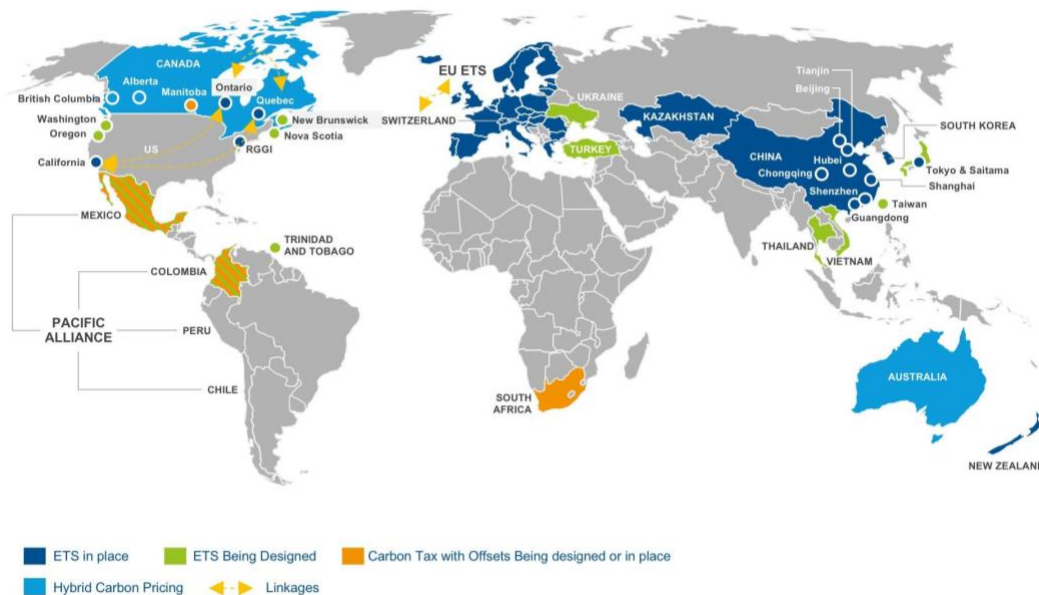 CANADA
Alberta
British Columbia
Manitoba
Ontario
Quebec
Washington
Oregon
New Brunswick
Nova Scotia
California
US
RGGI
MEXICO
TRINIDAD
AND TOBAGO
COLOMBIA
PACIFIC
ALLIANCE
PERU
CHILE
EU ETS
SWITZERLAND
UKRAINE
TURKEY
KAZAKHSTAN
Tianjin
Beijing
SOUTH KOREA
CHINA
Hubei
Chongqing
Tokyo & Saitama
Shanghai
Shenzhen
Taiwan
Guangdong
THAILAND
VIETNAM
SOUTH
AFRICA
AUSTRALIA
NEW ZEALAND
ETS in place
ETS Being Designed
Carbon Tax with Offsets Being designed or in place
Hybrid Carbon Pricing
Linkages